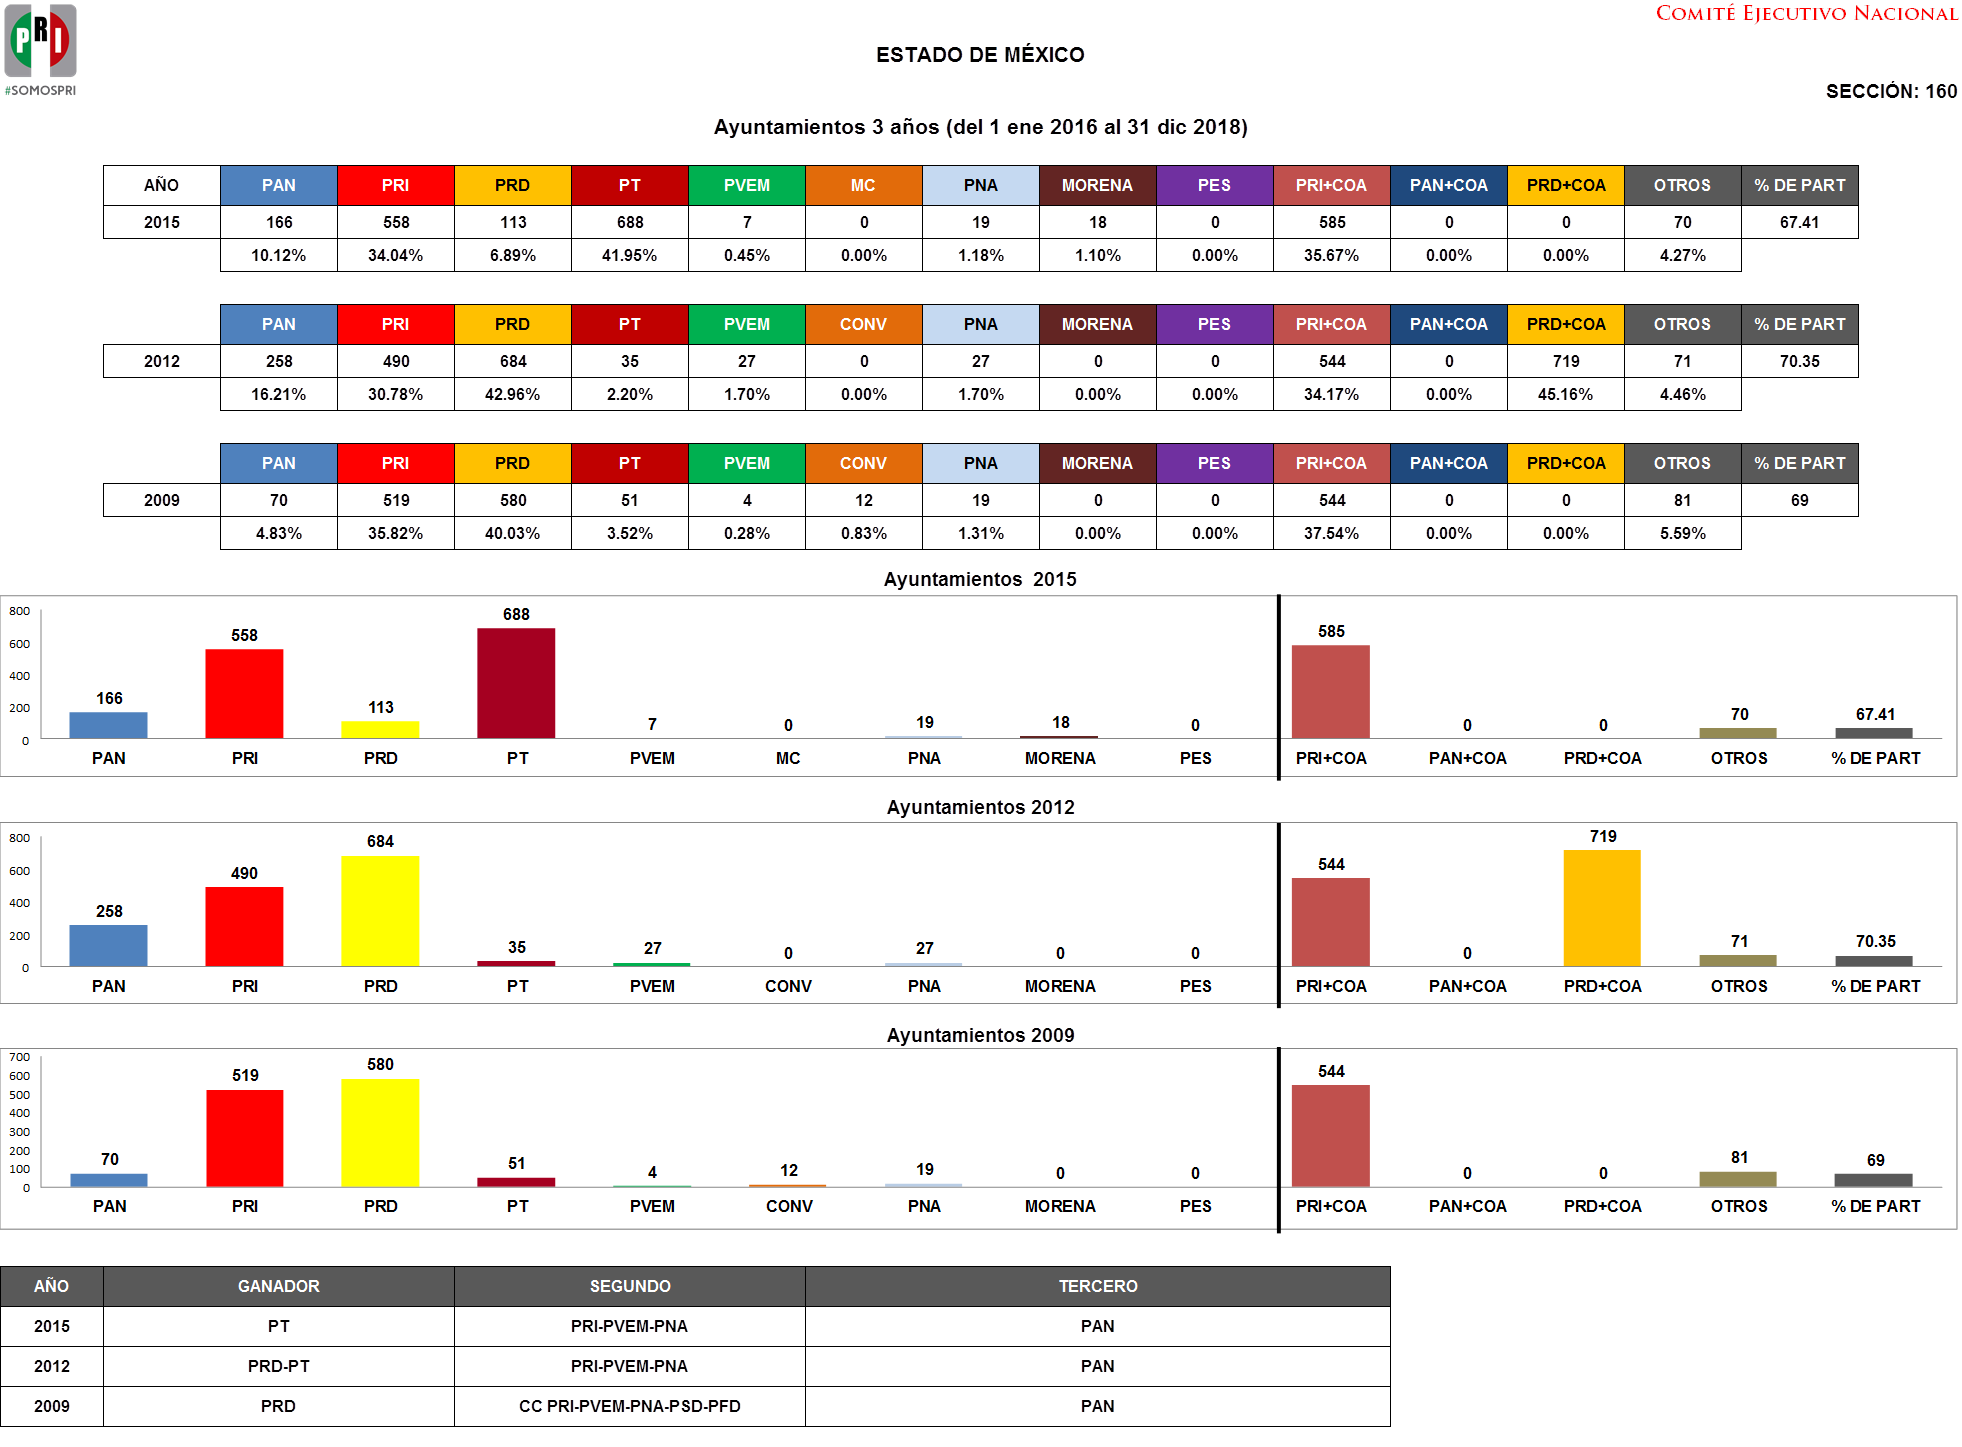 PRI
#SOMOSPRI
COMITÉ EJECUTIVO NACIONAL
ESTADO DE MÉXICO
SECCIÓN: 160
Ayuntamientos 3 años (del 1 ene 2016 al 31 dic 2018)
AÑO PAN PRI PRD PT PVEM MC PNA MORENA PES PRI+COA PAN+COA PRD+COA OTROS % DE PART
2015 166 558 113 688 7 0 19 18 0 585 0 0 70 67.41
10.12% 34.04% 6.89% 41.95% 0.45% 0.00% 1.18% 1.10% 0.00% 35.67% 0.00% 0.00% 4.27%
PAN PRI PRD PT PVEM CONV PNA MORENA PES PRI+COA PAN+COA PRD+COA OTROS % DE PART
2012 258 490 684 35 27 0 27 0 0 544 0 719 71 70.35
16.21% 30.78% 42.96% 2.20% 1.70% 0.00% 1.70% 0.00% 0.00% 34.17% 0.00% 45.16% 4.46%
PAN PRI PRD PT PVEM CONV PNA MORENA PES PRI+COA PAN+COA PRD+COA OTROS % DE PART
2009 70 519 580 51 4 12 19 0 0 544 0 0 81 69
4.83% 35.82% 40.03% 3.52% 0.28% 0.83% 1.31% 0.00% 0.00% 37.54% 0.00% 0.00% 5.59%
Ayuntamientos 2015
800
600
400
200
0
166 558 113 688 7 0 19 18 0 585 0 0 70 67.41
PAN PRI PRD PT PVEM MC PNA MORENA PES PRI+COA PAN+COA PRD+COA OTROS % DE PART
Ayuntamientos 2012
800
600
400
200
0
258 490 684 35 27 0 27 0 0 544 0 719 71 70.35
PAN PRI PRD PT PVEM CONV PNA MORENA PES PRI+COA PAN+COA PRD+COA OTROS % DE PART
Ayuntamientos 2009
700
600
500
400
300
200
100
0
70 519 580 51 4 12 19 0 0 544 0 0 81 69
PAN PRI PRD PT PVEM CONV PNA MORENA PES PRI+COA PAN+COA PRD+COA OTROS % DE PART
AÑO GANADOR SEGUNDO TERCERO
2015 PT PRI-PVEM-PNA PAN
2012 PRD-PT PRI-PVEM-PNA PAN
2009 PRD CC PRI-PVEM-PNA-PSD-PFD PAN